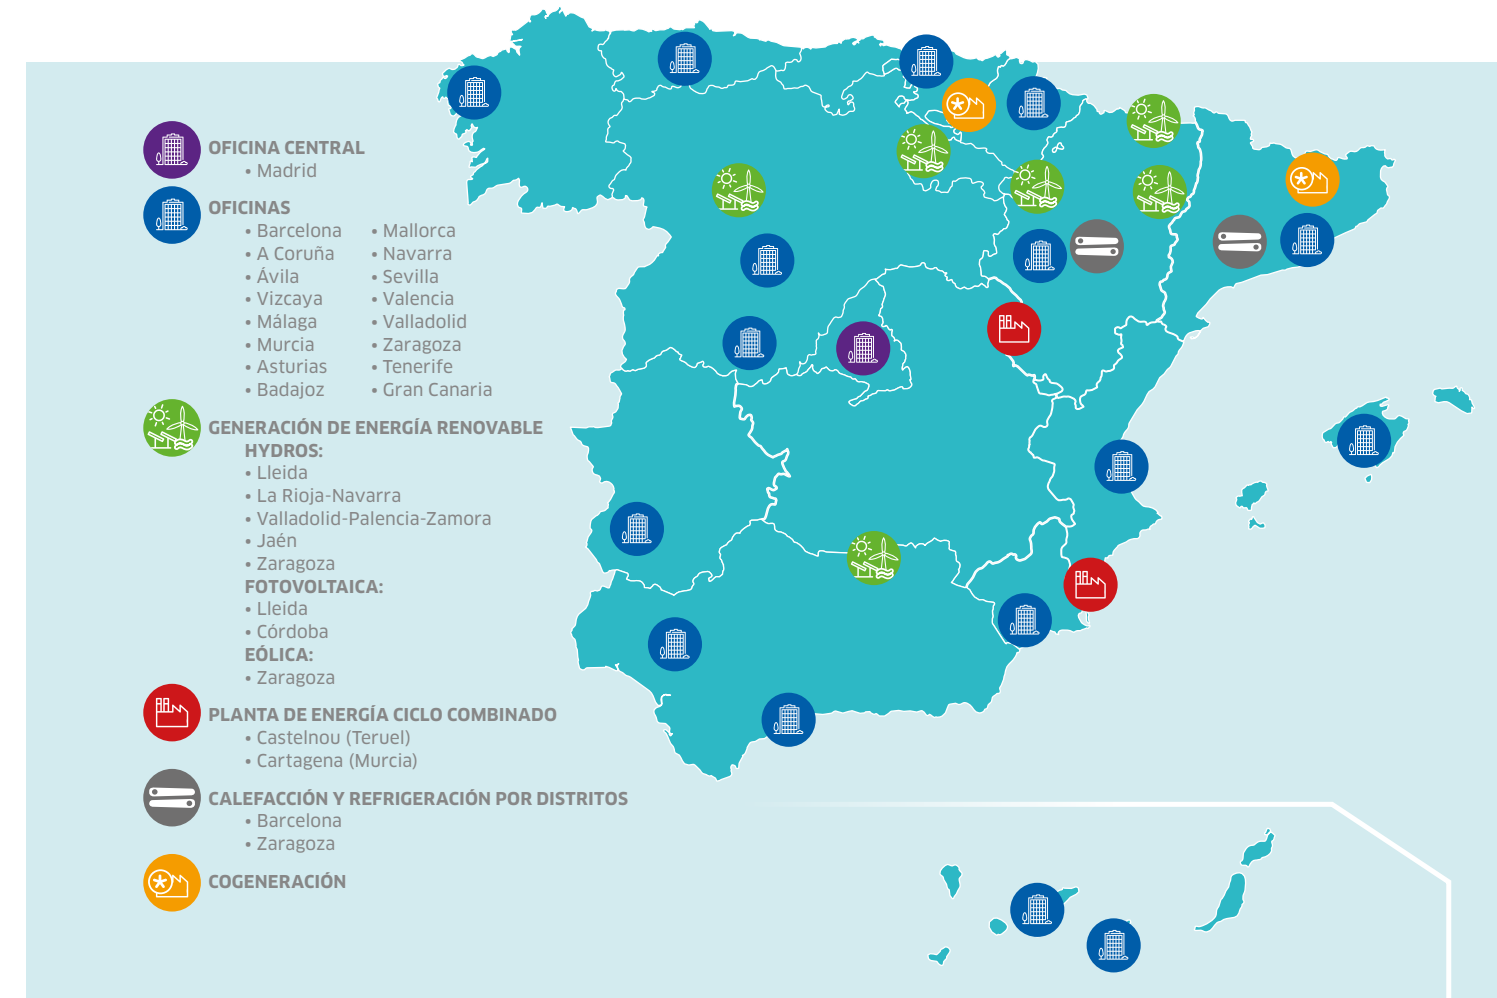 OFICINA CENTRAL
• Madrid
OFICINAS
• Barcelona
• A Coruña
• Ávila
• Vizcaya
• Málaga
• Murcia
• Asturias
• Badajoz
• Mallorca
• Navarra
• Sevilla
• Valencia
• Valladolid
• Zaragoza
• Tenerife
• Gran Canaria
GENERACIÓN DE ENERGÍA RENOVABLE
HYDROS:
• Lleida
• La Rioja-Navarra
• Valladolid-Palencia-Zamora
• Jaén
• Zaragoza
FOTOVOLTAICA:
• Lleida
• Córdoba
EÓLICA:
• Zaragoza
PLANTA DE ENERGÍA CICLO COMBINADO
• Castelnou (Teruel)
• Cartagena (Murcia)
CALEFACCIÓN Y REFRIGERACIÓN POR DISTRITOS
• Barcelona
• Zaragoza
COGENERACIÓN